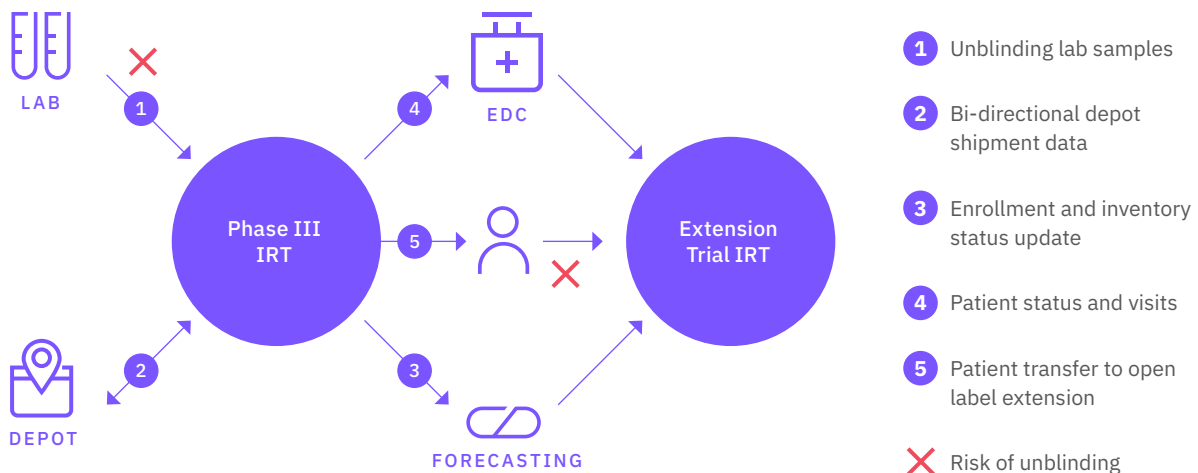 LAB
1
4
EDC
Phase III
IRT
5
Extension
Trial IRT
DEPOT
2
3
FORECASTING
1 Unblinding lab samples
2 Bi-directional depot
shipment data
3 Enrollment and inventory
status update
4 Patient status and visits
5 Patient transfer to open
label extension
Risk of unblinding